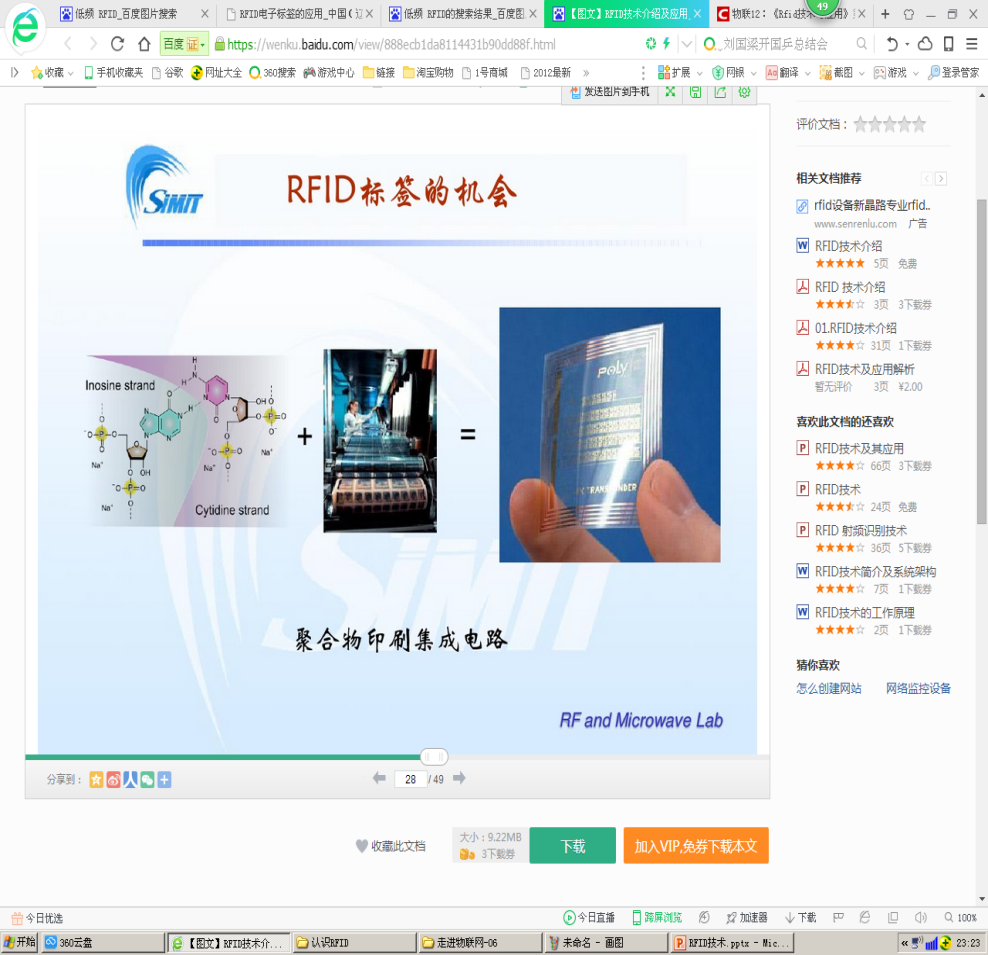 低频 RFID_百度图片搜索
RFID电子标签的应用_中国
低频 RFID的搜索结果_百度图
【图文】RFID技术介绍及应用
物联12:《Rfid技术
应用》
49
百度
证
https://wenku.baidu.com/view/888ecb1da8114431b90dd88f.html
刘国梁开国乒总结会
收藏
手机收藏夹
谷歌
网址大全
360搜索
游戏中心
链接
淘宝购物
1号商城
2012最新
»
扩展
网银
翻译
截图
游戏
登录管家
发送图片到手机
SIMIT
RFID标签的机会
Inosine strand
Cytidine strand
+
=
POLY
聚合物印刷集成电路
RF and Microwave Lab
分享到：
28
/ 49
收藏此文档
大小：9.22MB
3下载券
下载
加入VIP,免券下载本文
评价文档：
相关文档推荐
rfid设备新晶路专业rfid..
www.senrenlu.com 广告
RFID技术介绍
5页 免费
RFID 技术介绍
3页 3下载券
01.RFID技术介绍
31页 1下载券
RFID技术及应用解析
暂无评价 3页 ¥2.00
喜欢此文档的还喜欢
RFID技术及其应用
66页 3下载券
RFID技术
24页 免费
RFID 射频识别技术
36页 5下载券
RFID技术简介及系统架构
7页 1下载券
RFID技术的工作原理
2页 1下载券
猜你喜欢
怎么创建网站 网络监控设备
今日优选
今日直播
跨屏浏览
加速器
下载
100%
开始
360云盘
【图文】RFID技术介...
认识RFID
走进物联网-06
未命名 - 画图
RFID技术.pptx - Mic...
23:23